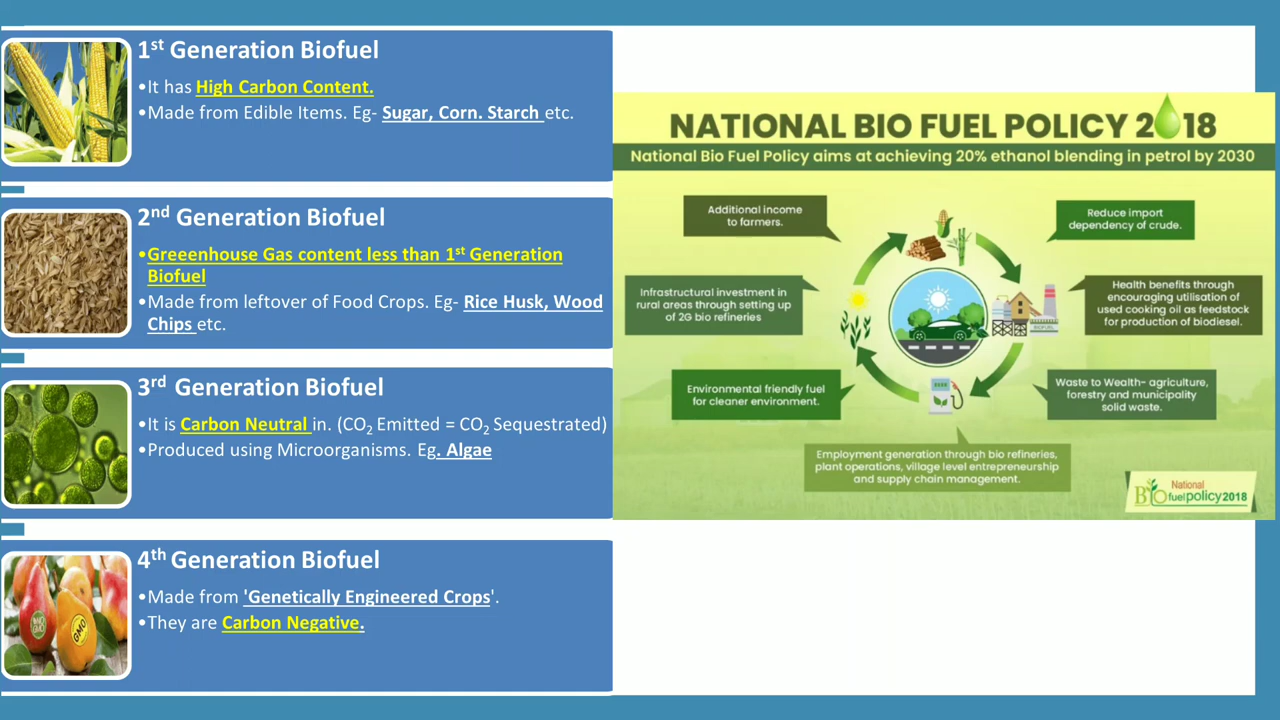 1st Generation Biofuel
•It has High Carbon Content.
•Made from Edible Items. Eg- Sugar, Corn. Starch etc.
2nd Generation Biofuel
•Greeenhouse Gas content less than 1st Generation
Biofuel
•Made from leftover of Food Crops. Eg- Rice Husk, Wood
Chips etc.
3rd Generation Biofuel
•It is Carbon Neutral in. (CO2 Emitted = CO2 Sequestrated)
•Produced using Microorganisms. Eg. Algae
4th Generation Biofuel
•Made from 'Genetically Engineered Crops'.
•They are Carbon Negative.
GMO
NATIONAL BIO FUEL POLICY 2018
National Bio Fuel Policy aims at achieving 20% ethanol blending in petrol by 2030
Additional income
to farmers.
Reduce import
dependency of crude.
Infrastructural investment in
rural areas through setting up
of 2G bio refineries
Health benefits through
encouraging utilisation of
used cooking oil as feedstock
for production of biodiesel.
BIOFUEL
Environmental friendly fuel
for cleaner environment.
Waste to Wealth- agriculture,
forestry and municipality
solid waste.
Employment generation through bio refineries,
plant operations, village level entrepreneurship
and supply chain management.
National
BIO fuelpolicy2018